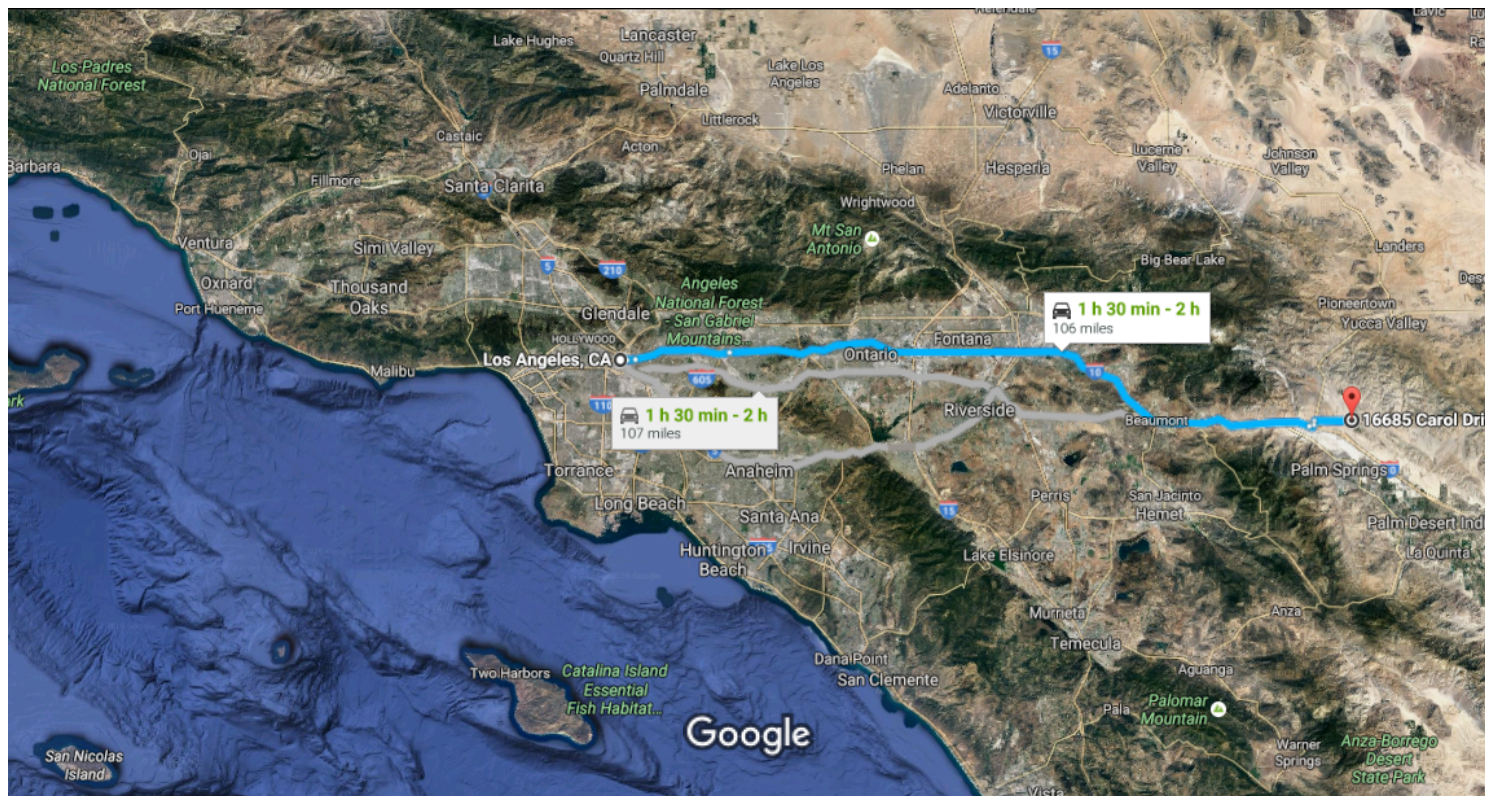 Lancaster
Lake Hughes
Quartz Hill
15
Los Padres
National Forest
Lake Los
Angeles
Palmdale
Adelanto
Victorville
Littlerock
Castaic
Acton
Ojai
Lucerne
Valley
Johnson
Valley
Barbara
Phelan
Hesperia
Fillmore
Santa Clarita
Wrightwood
Mt San
Antonio
Ventura
Simi Valley
Landers
Big Bear Lake
5
210
Oxnard
Thousand
Oaks
Angeles
National Forest
- San Gabriel
Mountains...
Port Hueneme
Glendale
1 h 30 min - 2 h
106 miles
Pioneertown
Yucca Valley
HOLLYWOOD
Fontana
Los Angeles, CA
Ontario
Malibu
605
10
110
1 h 30 min - 2 h
107 miles
Riverside
Beaumont
16685 Carol Dri
Torrance
Anaheim
Palm Springs
Long Beach
Perris
San Jacinto
Hemet
15
Santa Ana
Palm Desert
Huntington
Beach
Irvine
Lake Elsinore
La Quinta
Murrieta
Anza
Temecula
Dana Point
San Clemente
Aguanga
Two Harbors
Catalina Island
Essential
Fish Habitat...
Palomar
Mountain
Pala
Google
San Nicolas
Island
Warner
Springs
Anza-Borrego
Desert
State Park
Vista